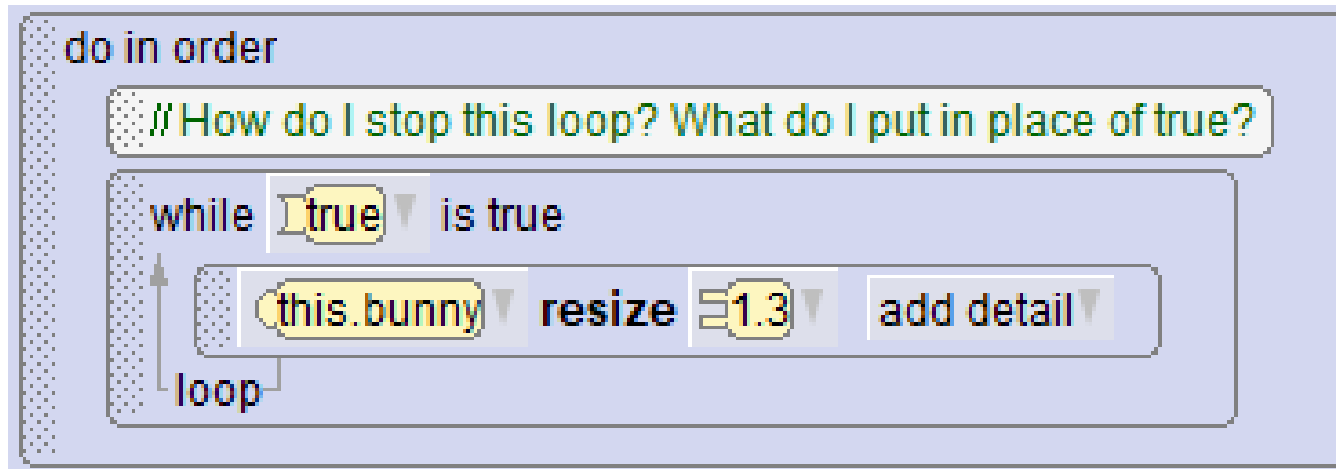 do in order
// How do I stop this loop? What do I put in place of true?
while true is true
this.bunny resize 1.3 add detail
loop